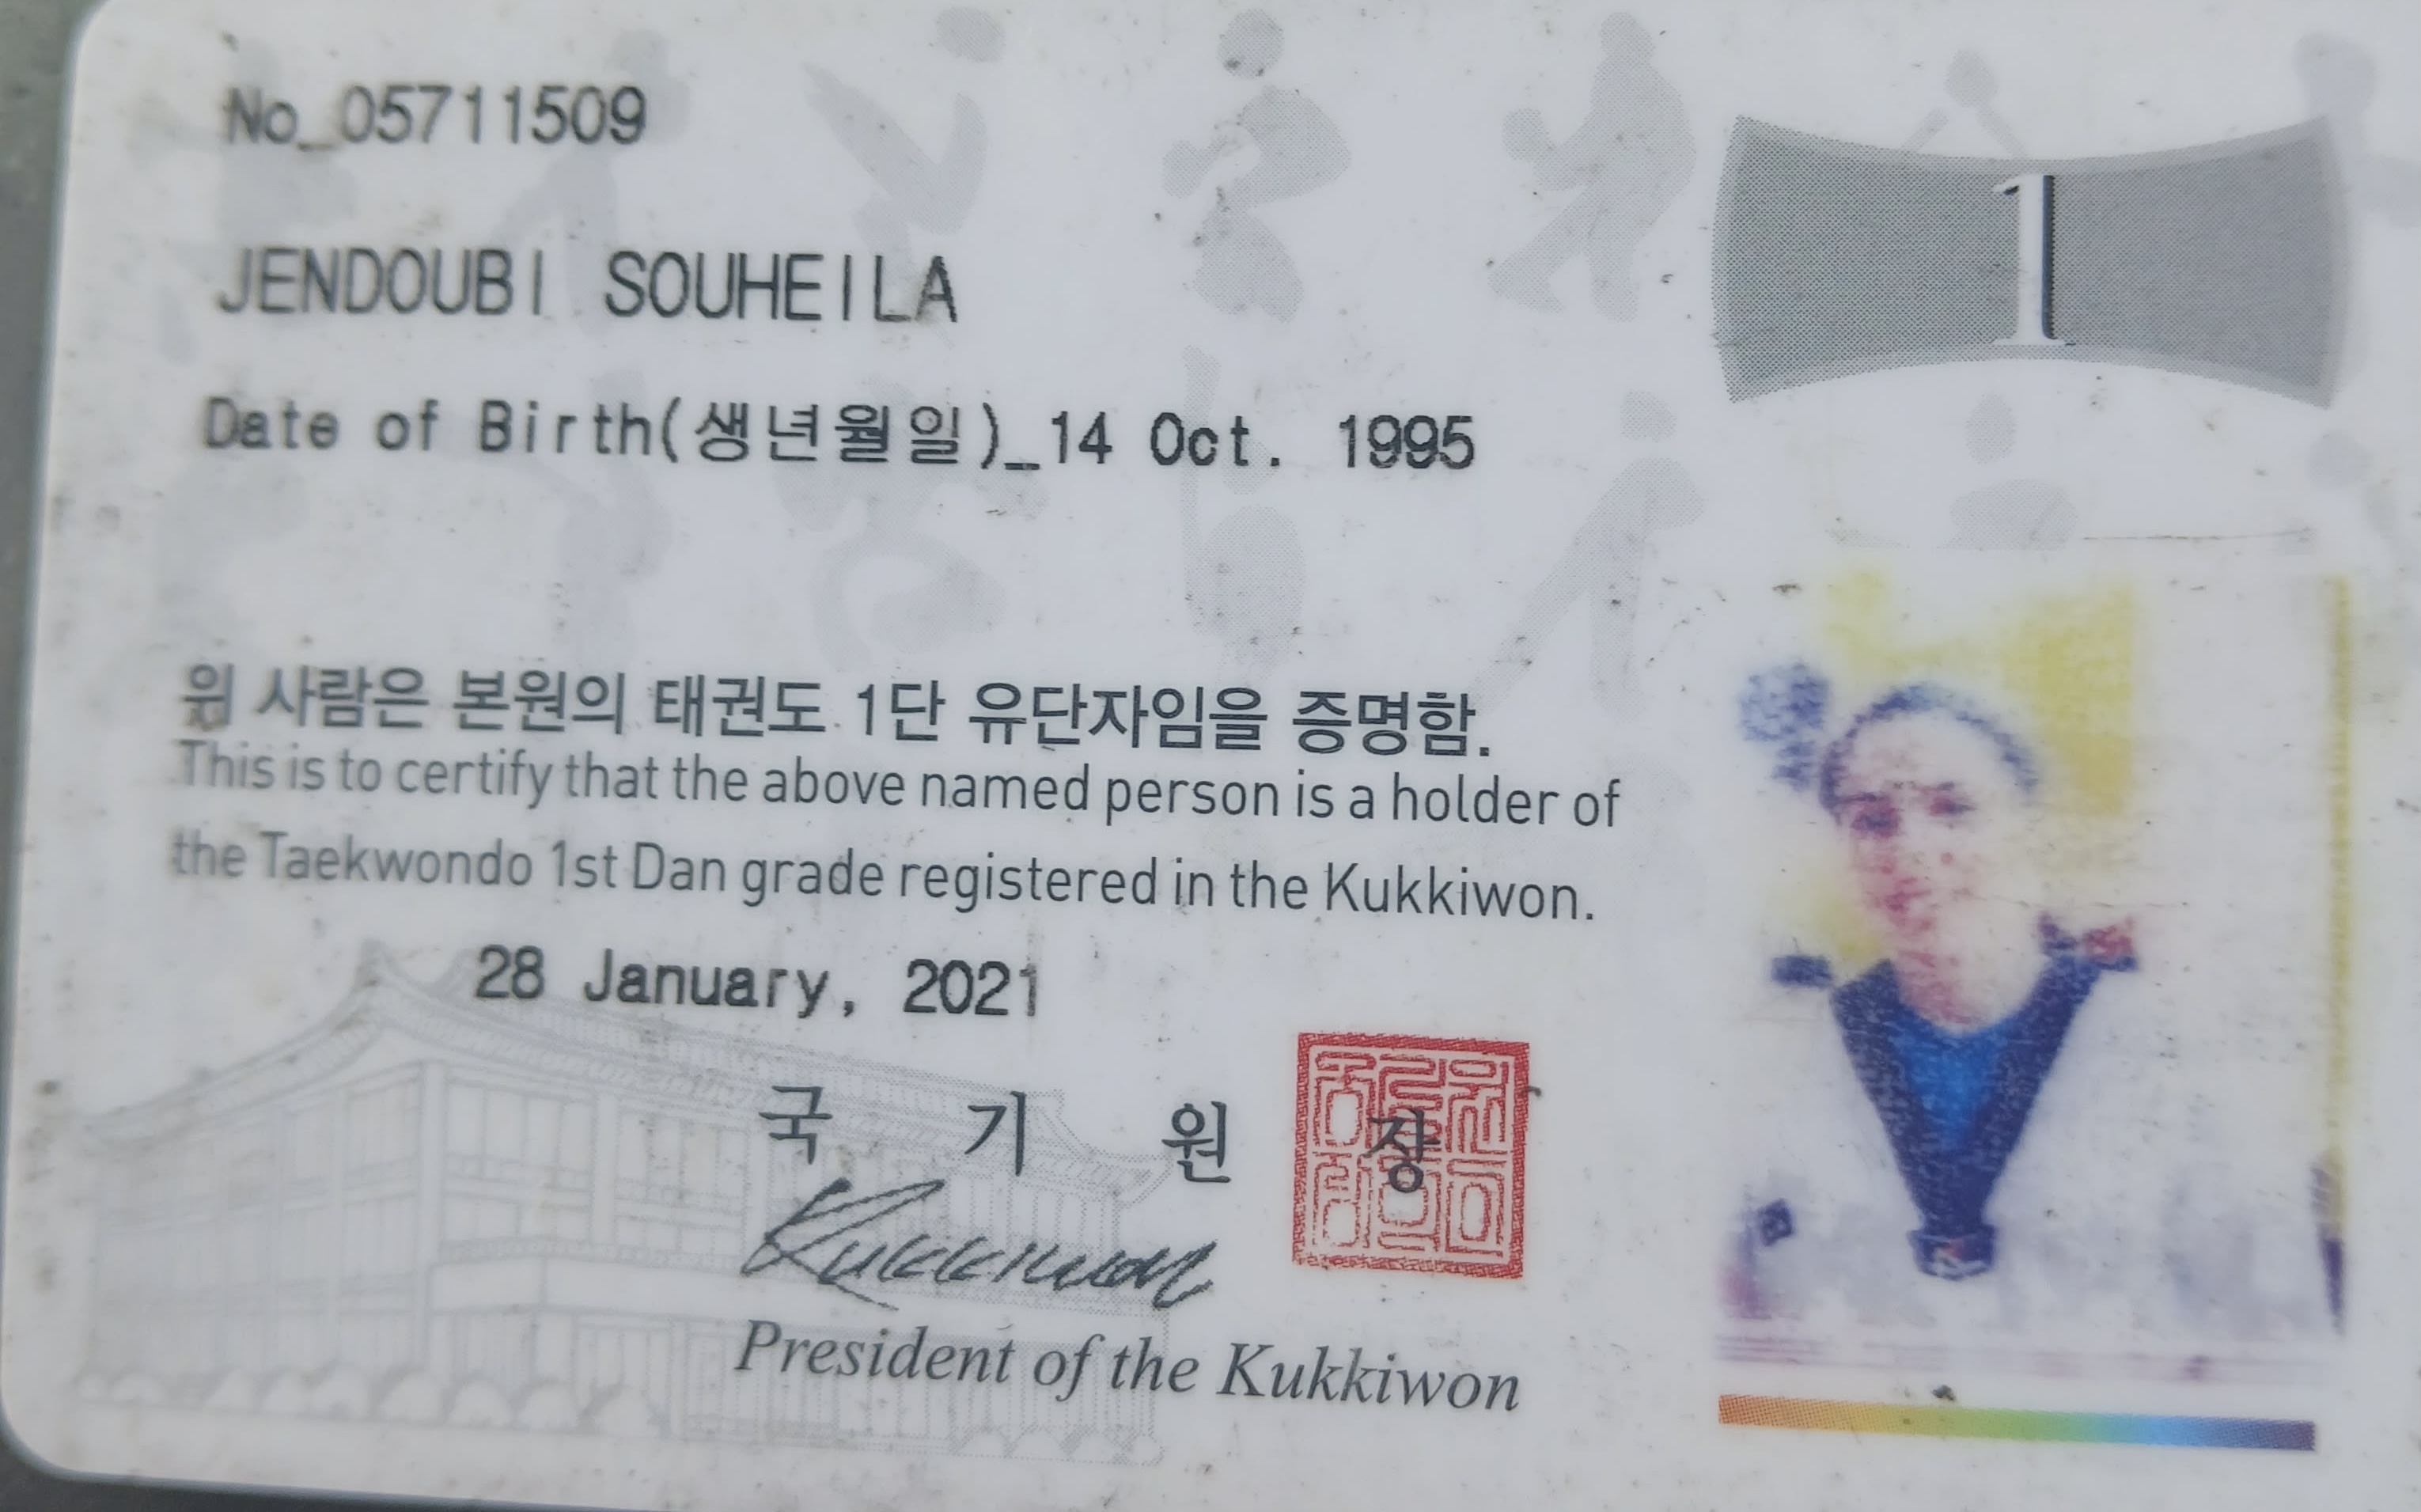 No_05711509
1
JENDOUBI SOUHEILA
Date of Birth(생년월일)_14 Oct. 1995
위 사람은 본원의 태권도 1단 유단자임을 증명함.
This is to certify that the above named person is a holder of
the Taekwondo 1st Dan grade registered in the Kukkiwon.
28 January, 2021
국 기 원 장
Kukkiwon
President of the Kukkiwon